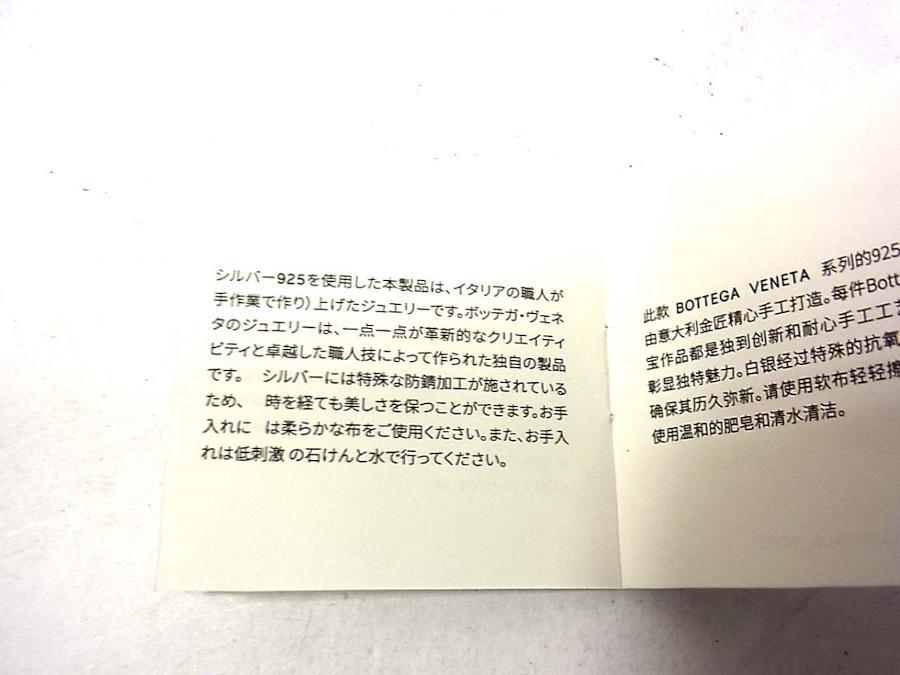 シルバー925を使用した本製品は、イタリアの職人が
手作業で作り）上げたジュエリーです。ボッテガ・ヴェネ
タのジュエリーは、一点一点が革新的なクリエイティ
ビティと卓越した職人技によって作られた独自の製品
です。 シルバーには特殊な防錆加工が施されている
ため、 時を経ても美しさを保つことができます。お手
入れに は柔らかな布をご使用ください。また、お手入
れは低刺激 の石けんと水で行ってください。
此款 BOTTEGA VENETA 系列的925
由意大利金匠精心手工打造。每件Bott
宝作品都是独到创新和耐心手工工艺
彰显独特魅力。白银经过特殊的抗氧
确保其历久弥新。请使用软布轻轻擦
使用温和的肥皂和清水清洁。